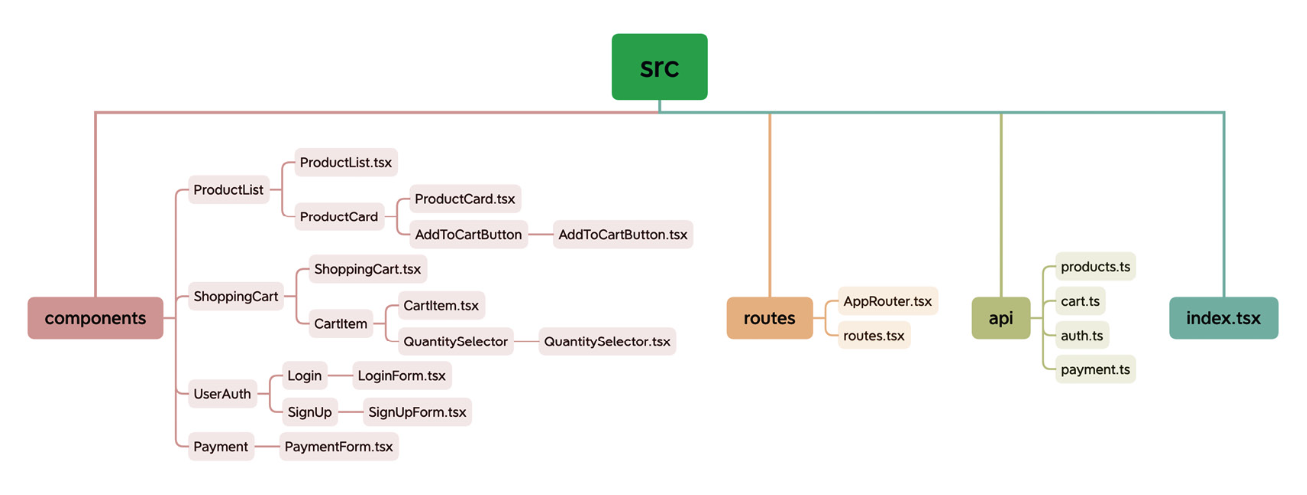 src
components
ProductList
ProductList.tsx
ProductCard
ProductCard.tsx
AddToCartButton
AddToCartButton.tsx
ShoppingCart
ShoppingCart.tsx
CartItem
CartItem.tsx
QuantitySelector
QuantitySelector.tsx
UserAuth
Login
LoginForm.tsx
SignUp
SignUpForm.tsx
Payment
PaymentForm.tsx
routes
AppRouter.tsx
routes.tsx
api
products.ts
cart.ts
auth.ts
payment.ts
index.tsx